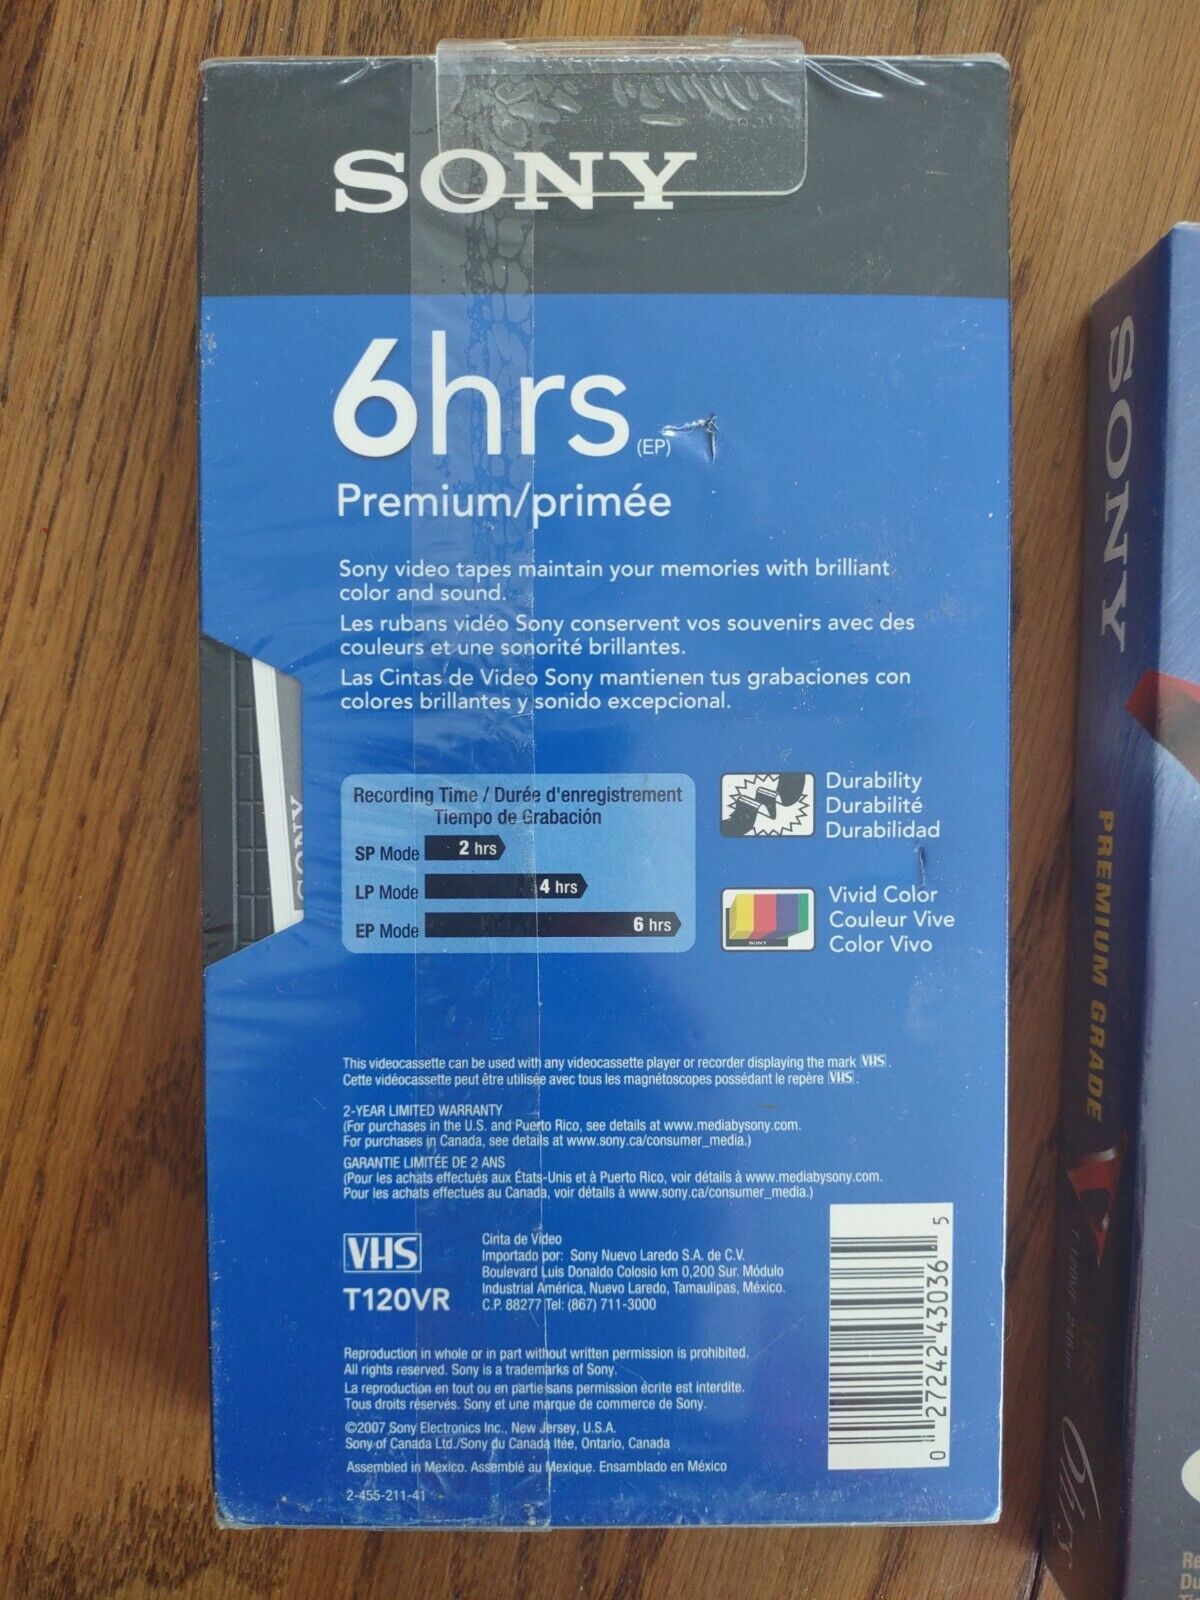 SONY
6hrs (EP)
Premium/primée
Sony video tapes maintain your memories with brilliant
color and sound.
Les rubans vidéo Sony conservent vos souvenirs avec des
couleurs et une sonorité brillantes.
Las Cintas de Video Sony mantienen tus grabaciones con
colores brillantes y sonido excepcional.
Recording Time / Durée d'enregistrement
Tiempo de Grabación
SP Mode 2 hrs
LP Mode 4 hrs
EP Mode 6 hrs
Durability
Durabilité
Durabilidad
SONY
Vivid Color
Couleur Vive
Color Vivo
SONY
This videocassette can be used with any videocassette player or recorder displaying the mark VHS.
Cette vidéocassette peut être utilisée avec tous les magnétoscopes possédant le repère VHS.
2-YEAR LIMITED WARRANTY
(For purchases in the U.S. and Puerto Rico, see details at www.mediabysony.com.
For purchases in Canada, see details at www.sony.ca/consumer_media.)
GARANTIE LIMITÉE DE 2 ANS
(Pour les achats effectués aux États-Unis et à Puerto Rico, voir détails à www.mediabysony.com.
Pour les achats effectués au Canada, voir détails à www.sony.ca/consumer_media.)
VHS
T120VR
Cinta de Video
Importado por: Sony Nuevo Laredo S.A. de C.V.
Boulevard Luis Donaldo Colosio km 0,200 Sur. Módulo
Industrial América, Nuevo Laredo, Tamaulipas, México.
C.P. 88277 Tel: (867) 711-3000
Reproduction in whole or in part without written permission is prohibited.
All rights reserved. Sony is a trademarks of Sony.
La reproduction en tout ou en partie sans permission écrite est interdite.
Tous droits réservés. Sony et une marque de commerce de Sony.
©2007 Sony Electronics Inc., New Jersey, U.S.A.
Sony of Canada Ltd./Sony du Canada ltée, Ontario, Canada
Assembled in Mexico. Assemblé au Mexique. Ensamblado en México
2-455-211-41
0 27242 43036 5
SONY
PREMIUM GRADE
V
6hrs